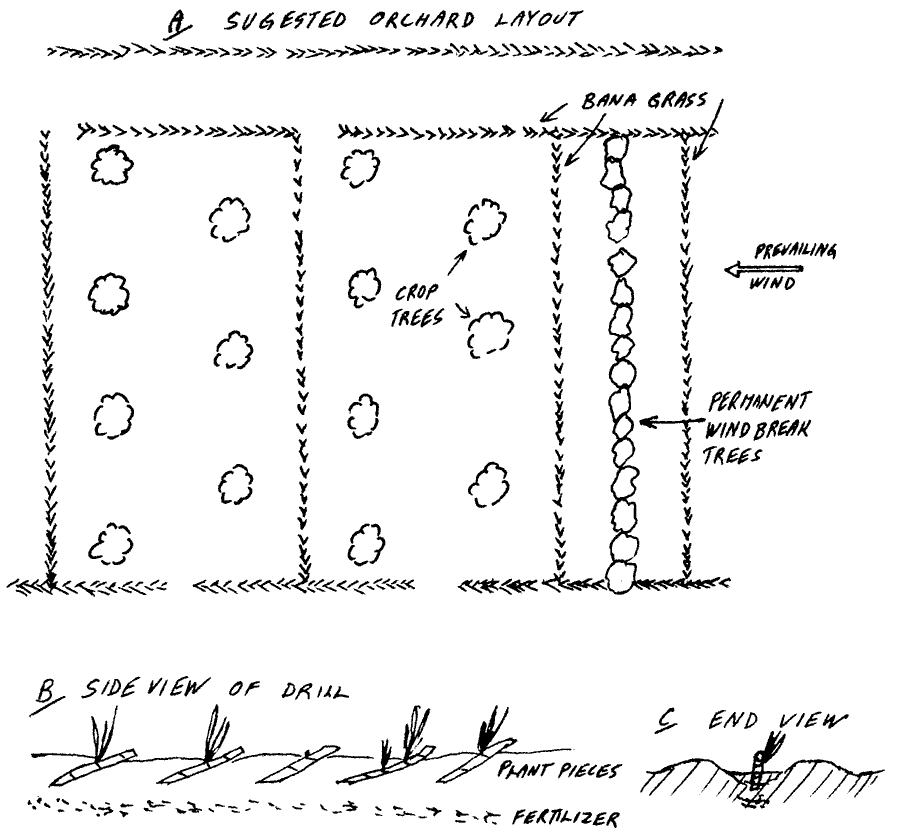 A SUGESTED ORCHARD LAYOUT
BANA GRASS
PREVAILING
WIND
CROP
TREES
PERMANENT
WIND BREAK
TREES
B SIDE VIEW OF DRILL
PLANT PIECES
FERTILIZER
C END VIEW